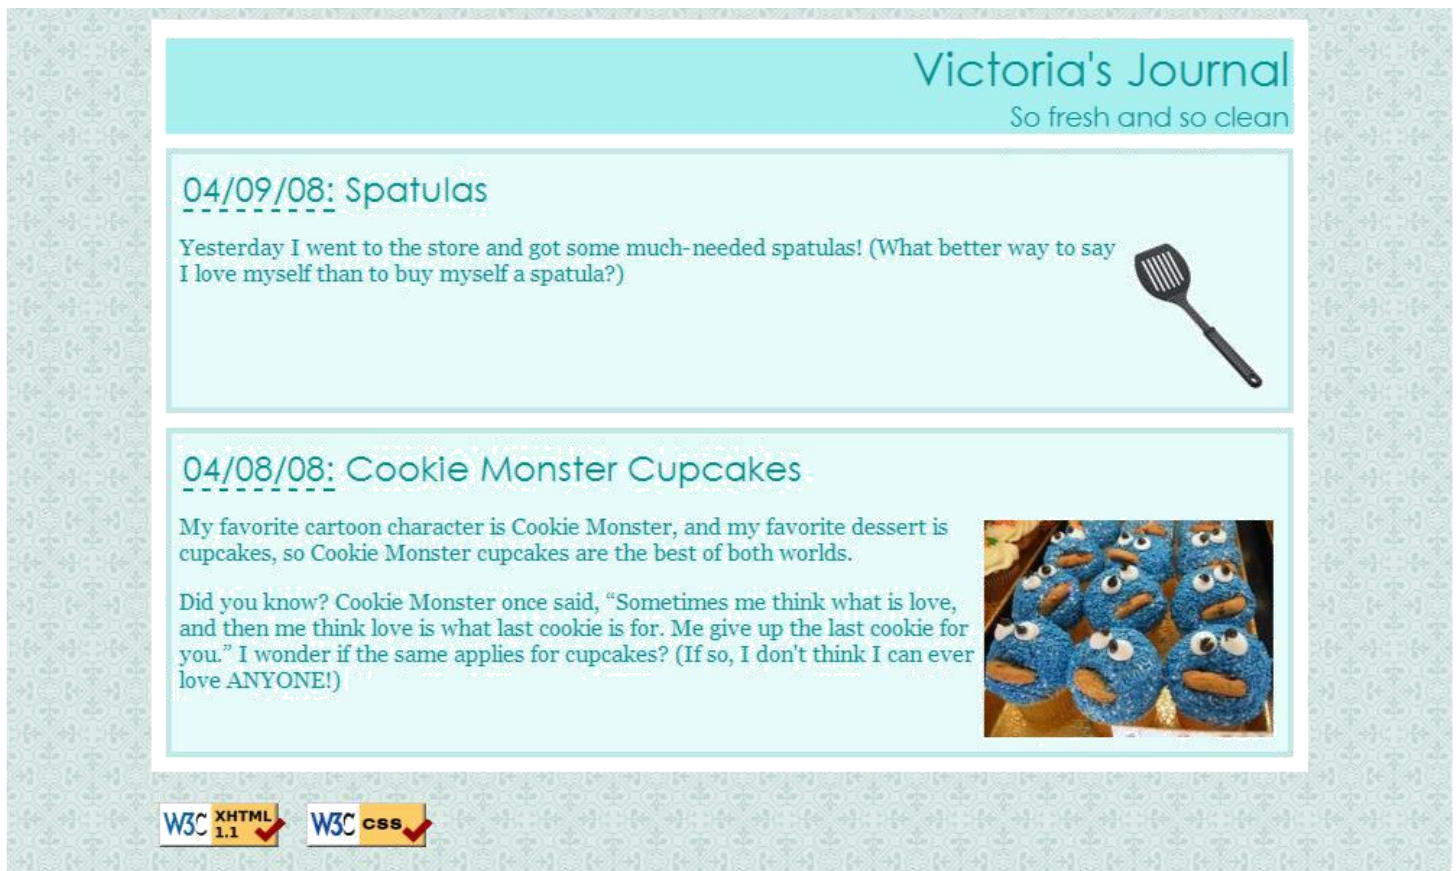 Victoria's Journal
So fresh and so clean
04/09/08: Spatulas
Yesterday I went to the store and got some much-needed spatulas! (What better way to say
I love myself than to buy myself a spatula?)
04/08/08: Cookie Monster Cupcakes
My favorite cartoon character is Cookie Monster, and my favorite dessert is
cupcakes, so Cookie Monster cupcakes are the best of both worlds.
Did you know? Cookie Monster once said, “Sometimes me think what is love,
and then me think love is what last cookie is for. Me give up the last cookie for
you.” I wonder if the same applies for cupcakes? (If so, I don't think I can ever
love ANYONE!)
W3C XHTML 1.1
W3C css